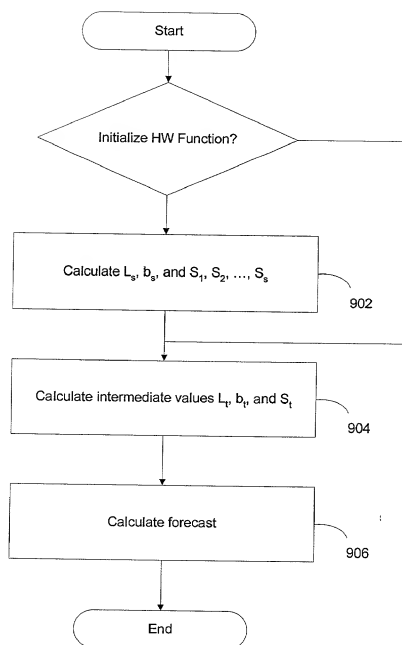 Start
Initialize HW Function?
Calculate Ls, bs, and S1, S2, ..., Ss
902
Calculate intermediate values Lt, bt, and St
904
Calculate forecast
906
End